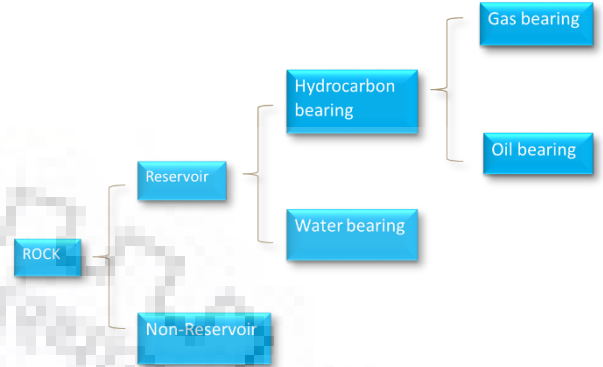 Gas bearing
Hydrocarbon
bearing
Oil bearing
Reservoir
Water bearing
ROCK
Non-Reservoir